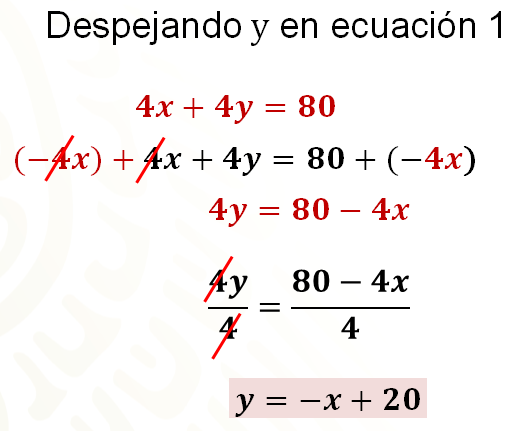 Despejando y en ecuación 1
4x + 4y = 80
(−4x) + 4x + 4y = 80 + (−4x)
4y = 80 − 4x
4y/4 = 80 − 4x/4
y = −x + 20